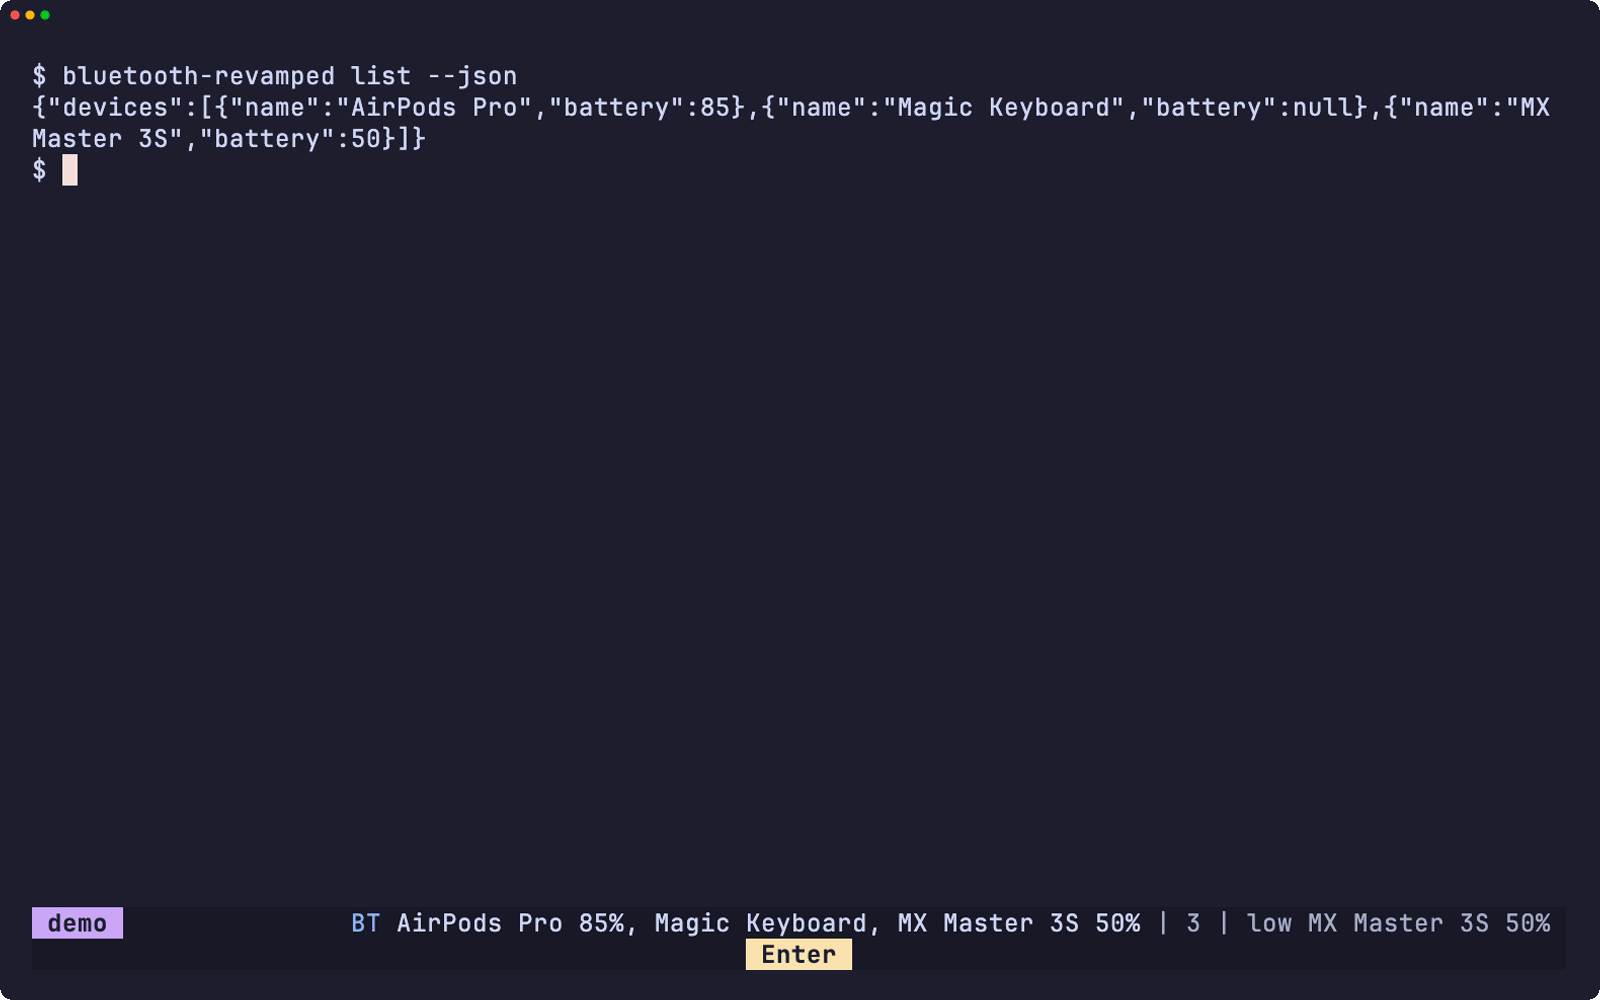 $ bluetooth-revamped list --json
{"devices":[{"name":"AirPods Pro","battery":85},{"name":"Magic Keyboard","battery":null},{"name":"MX
Master 3S","battery":50}]}
$
demo BT AirPods Pro 85%, Magic Keyboard, MX Master 3S 50% | 3 | low MX Master 3S 50%
Enter